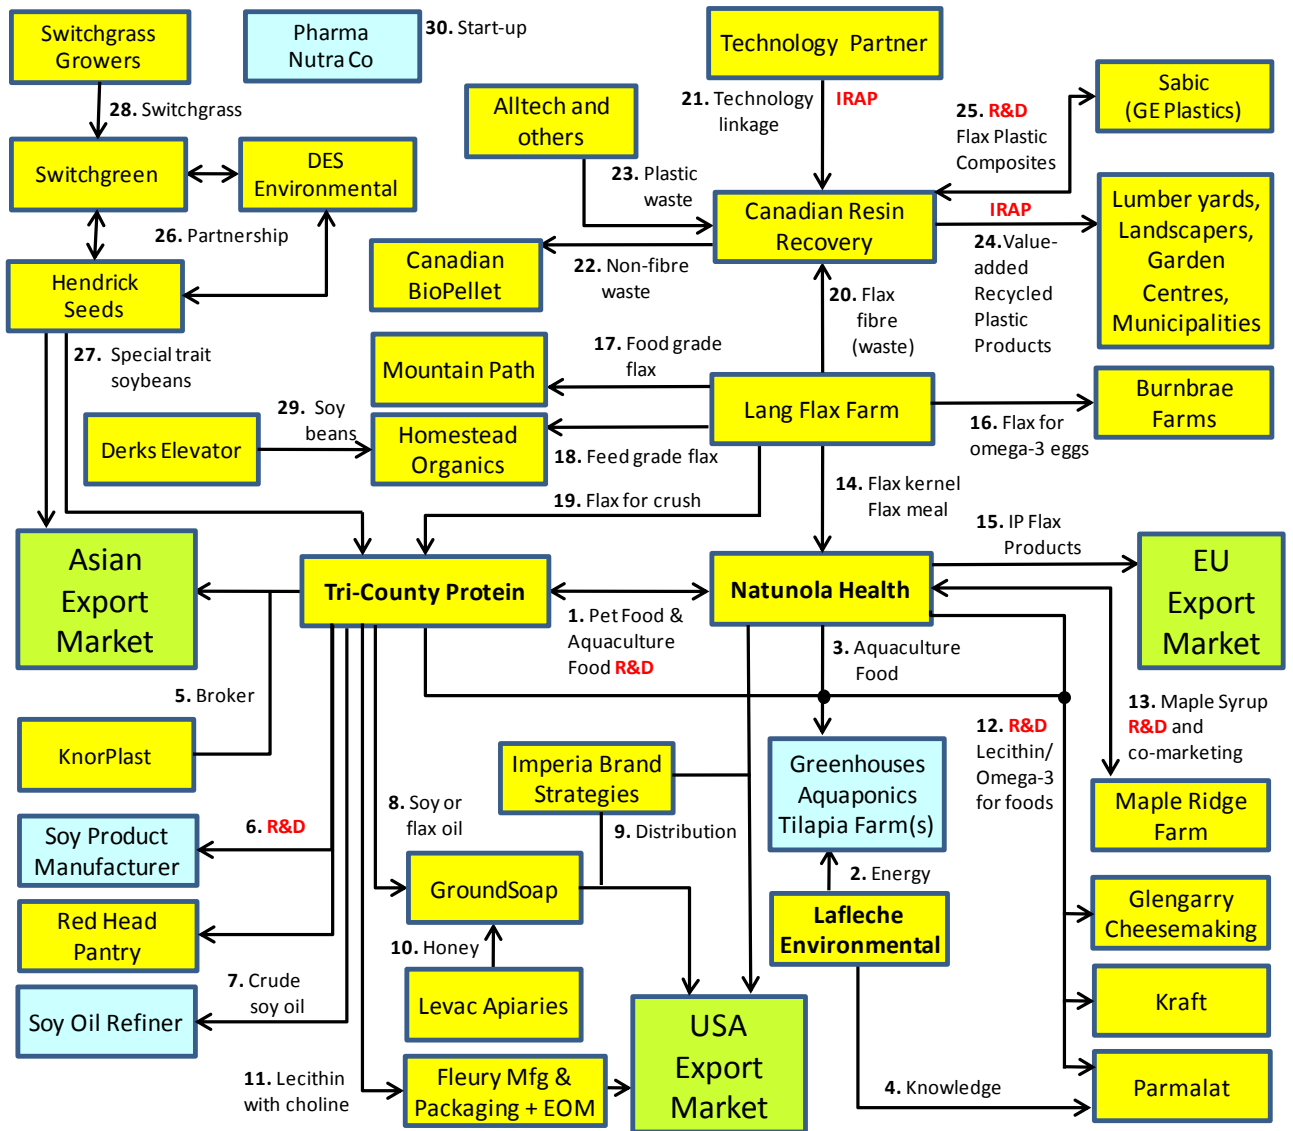 Switchgrass
Growers
Pharma
Nutra Co
30. Start-up
Technology Partner
28. Switchgrass
Alltech and
others
21. Technology
linkage
IRAP
25. R&D
Flax Plastic
Composites
Sabic
(GE Plastics)
Switchgreen
DES
Environmental
23. Plastic
waste
Canadian Resin
Recovery
IRAP
Lumber yards,
Landscapers,
Garden
Centres,
Municipalities
26. Partnership
Canadian
BioPellet
22. Non-fibre
waste
24.Value-
added
Recycled
Plastic
Products
Hendrick
Seeds
20. Flax
fibre
(waste)
27. Special trait
soybeans
17. Food grade
flax
Mountain Path
Lang Flax Farm
Burnbrae
Farms
29. Soy
beans
Derks Elevator
Homestead
Organics
18. Feed grade flax
16. Flax for
omega-3 eggs
19. Flax for crush
14. Flax kernel
Flax meal
15. IP Flax
Products
Asian
Export
Market
Tri-County Protein
Natunola Health
EU
Export
Market
1. Pet Food &
Aquaculture
Food R&D
3. Aquaculture
Food
5. Broker
KnorPlast
Imperia Brand
Strategies
Greenhouses
Aquaponics
Tilapia Farm(s)
12. R&D
Lecithin/
Omega-3
for foods
13. Maple Syrup
R&D and
co-marketing
Maple Ridge
Farm
8. Soy or
flax oil
9. Distribution
6. R&D
Soy Product
Manufacturer
GroundSoap
2. Energy
Red Head
Pantry
Lafleche
Environmental
Glengarry
Cheesemaking
10. Honey
7. Crude
soy oil
Levac Apiaries
Soy Oil Refiner
USA
Export
Market
Kraft
11. Lecithin
with choline
Fleury Mfg &
Packaging + EOM
4. Knowledge
Parmalat